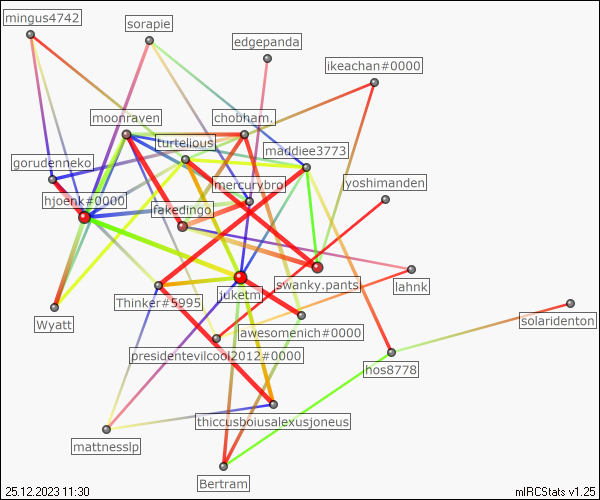 mingus4742
sorapie
edgepanda
ikeachan#0000
moonraven
chobham.
turtelious
maddiee3773
gorudenneko
mercurybro
yoshimanden
hjoenk#0000
fakedingo
swanky.pants
lahnk
juketm
Thinker#5995
solaridenton
Wyatt
awesomenich#0000
presidentevilcool2012#0000
hos8778
thiccusboiusalexusjoneus
mattnesslp
Bertram
25.12.2023 11:30
mIRCStats v1.25